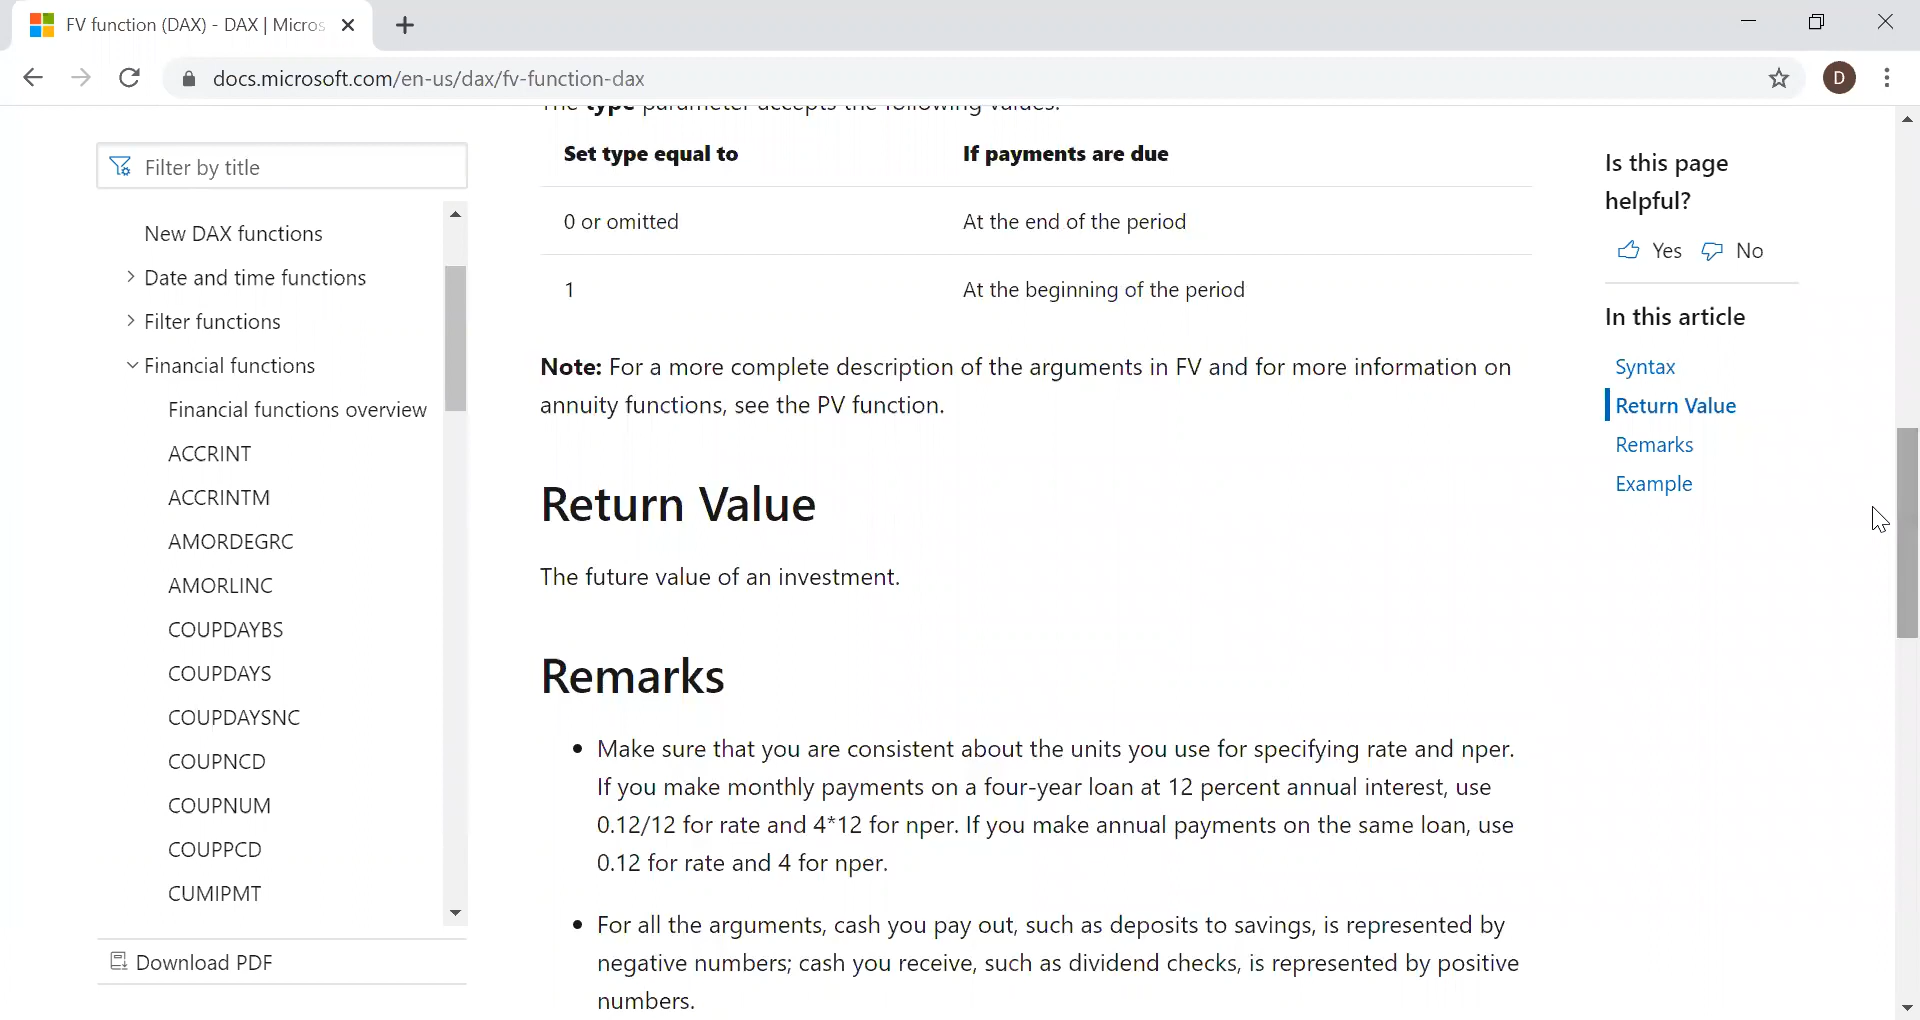 FV function (DAX) - DAX | Micros
docs.microsoft.com/en-us/dax/fv-function-dax
D
The type parameter accepts the following values:
Filter by title
New DAX functions
Date and time functions
Filter functions
Financial functions
Financial functions overview
ACCRINT
ACCRINTM
AMORDEGRC
AMORLINC
COUPDAYBS
COUPDAYS
COUPDAYSNC
COUPNCD
COUPNUM
COUPPCD
CUMIPMT
Download PDF
Set type equal to If payments are due
0 or omitted At the end of the period
1 At the beginning of the period
Note: For a more complete description of the arguments in FV and for more information on
annuity functions, see the PV function.
Return Value
The future value of an investment.
Remarks
• Make sure that you are consistent about the units you use for specifying rate and nper.
If you make monthly payments on a four-year loan at 12 percent annual interest, use
0.12/12 for rate and 4*12 for nper. If you make annual payments on the same loan, use
0.12 for rate and 4 for nper.
• For all the arguments, cash you pay out, such as deposits to savings, is represented by
negative numbers; cash you receive, such as dividend checks, is represented by positive
numbers.
Is this page
helpful?
Yes No
In this article
Syntax
Return Value
Remarks
Example